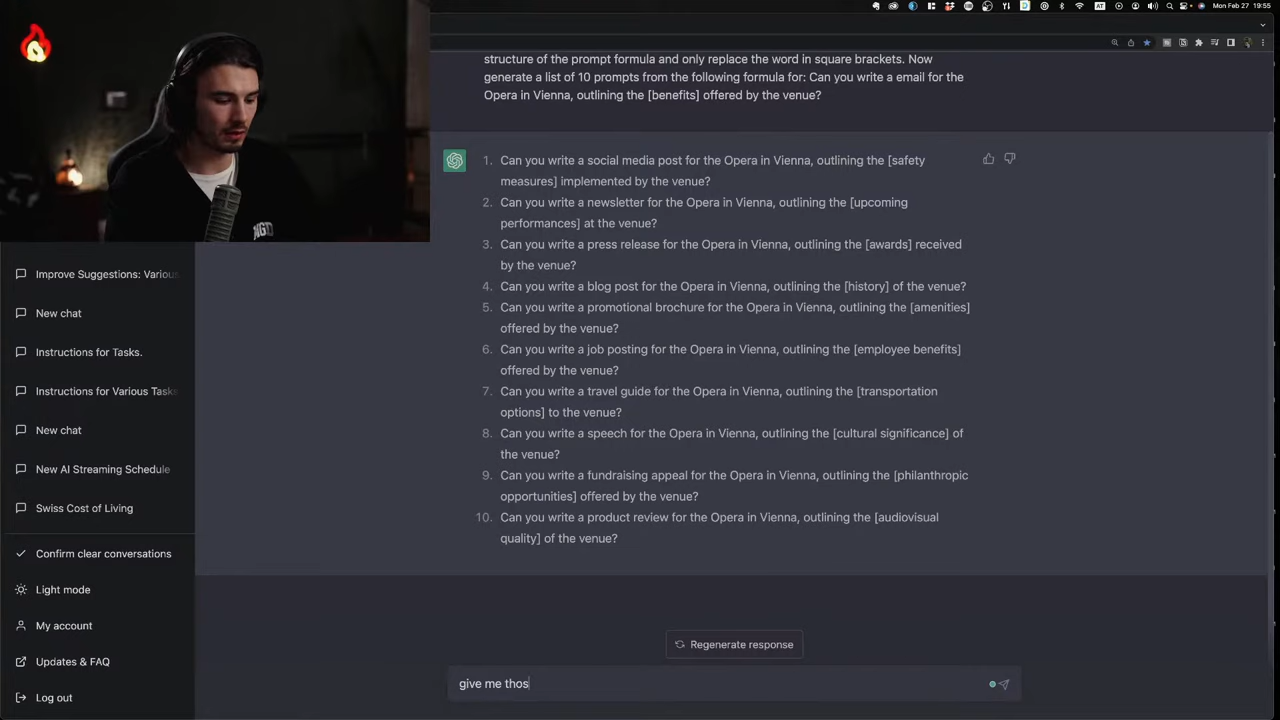 Mon Feb 27 19:55
structure of the prompt formula and only replace the word in square brackets. Now
generate a list of 10 prompts from the following formula for: Can you write a email for the
Opera in Vienna, outlining the [benefits] offered by the venue?
1. Can you write a social media post for the Opera in Vienna, outlining the [safety
measures] implemented by the venue?
2. Can you write a newsletter for the Opera in Vienna, outlining the [upcoming
performances] at the venue?
3. Can you write a press release for the Opera in Vienna, outlining the [awards] received
by the venue?
4. Can you write a blog post for the Opera in Vienna, outlining the [history] of the venue?
5. Can you write a promotional brochure for the Opera in Vienna, outlining the [amenities]
offered by the venue?
6. Can you write a job posting for the Opera in Vienna, outlining the [employee benefits]
offered by the venue?
7. Can you write a travel guide for the Opera in Vienna, outlining the [transportation
options] to the venue?
8. Can you write a speech for the Opera in Vienna, outlining the [cultural significance] of
the venue?
9. Can you write a fundraising appeal for the Opera in Vienna, outlining the [philanthropic
opportunities] offered by the venue?
10. Can you write a product review for the Opera in Vienna, outlining the [audiovisual
quality] of the venue?
Improve Suggestions: Various
New chat
Instructions for Tasks.
Instructions for Various Tasks
New chat
New AI Streaming Schedule
Swiss Cost of Living
Confirm clear conversations
Light mode
My account
Updates & FAQ
Log out
Regenerate response
give me thos